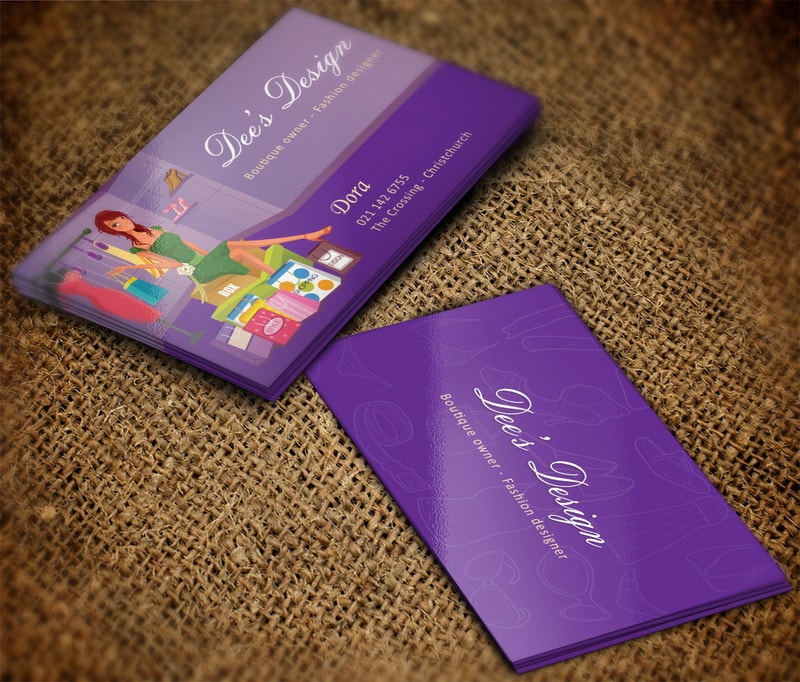 Dee's Design
Boutique owner - Fashion designer
Dora
021 142 6755
The Crossing - Christchurch
BOX
Dee's Design
Boutique owner - Fashion designer